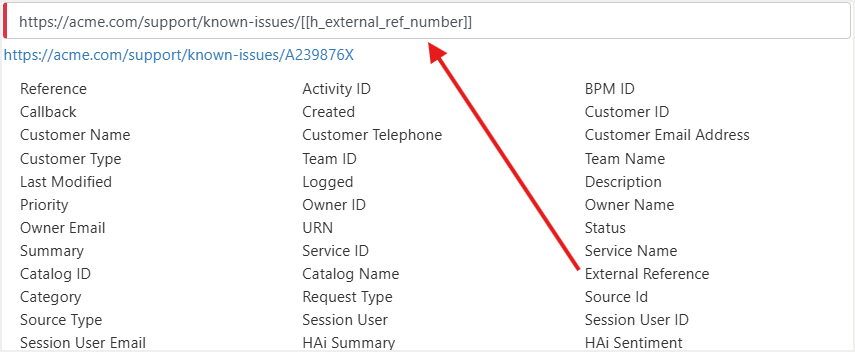 https://acme.com/support/known-issues/[[h_external_ref_number]]
https://acme.com/support/known-issues/A239876X
Reference Activity ID BPM ID
Callback Created Customer ID
Customer Name Customer Telephone Customer Email Address
Customer Type Team ID Team Name
Last Modified Logged Description
Priority Owner ID Owner Name
Owner Email URN Status
Summary Service ID Service Name
Catalog ID Catalog Name External Reference
Category Request Type Source Id
Source Type Session User Session User ID
Session User Email HAi Summary HAi Sentiment